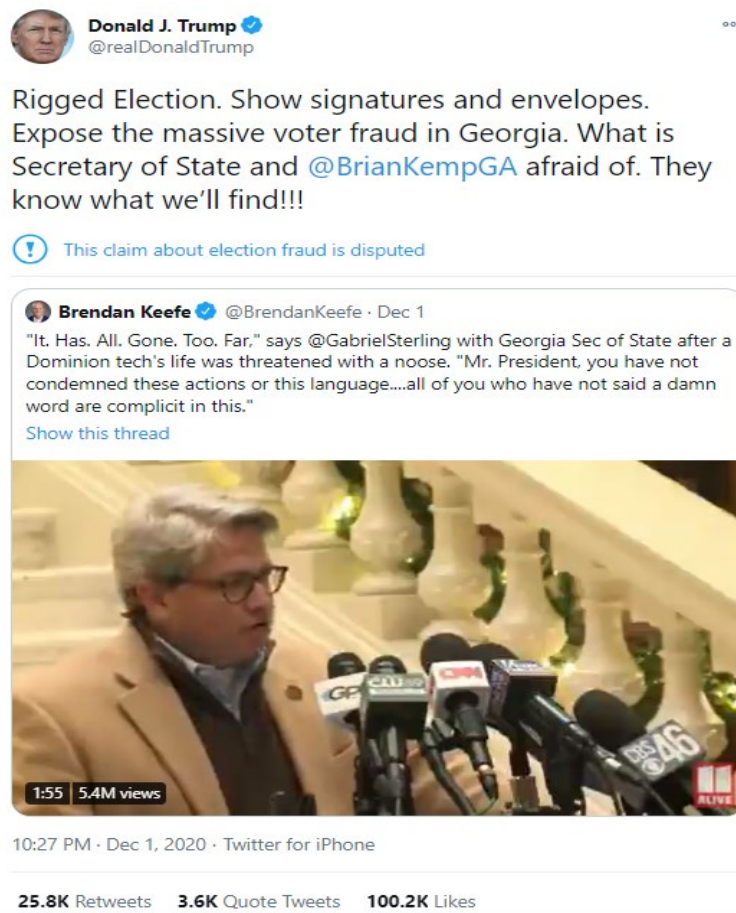 Donald J. Trump
@realDonaldTrump
Rigged Election. Show signatures and envelopes.
Expose the massive voter fraud in Georgia. What is
Secretary of State and @BrianKempGA afraid of. They
know what we’ll find!!!
This claim about election fraud is disputed
Brendan Keefe @BrendanKeefe · Dec 1
"It. Has. All. Gone. Too. Far," says @GabrielSterling with Georgia Sec of State after a
Dominion tech's life was threatened with a noose. "Mr. President, you have not
condemned these actions or this language....all of you who have not said a damn
word are complicit in this."
Show this thread
GP
CW
CNN
CBS 46
11
ALIVE
1:55 5.4M views
10:27 PM · Dec 1, 2020 · Twitter for iPhone
25.8K Retweets 3.6K Quote Tweets 100.2K Likes